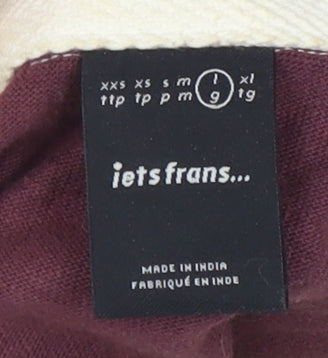 xxs xs s m l xl
ttp tp p m g tg
iets frans...
MADE IN INDIA
FABRIQUÉ EN INDE